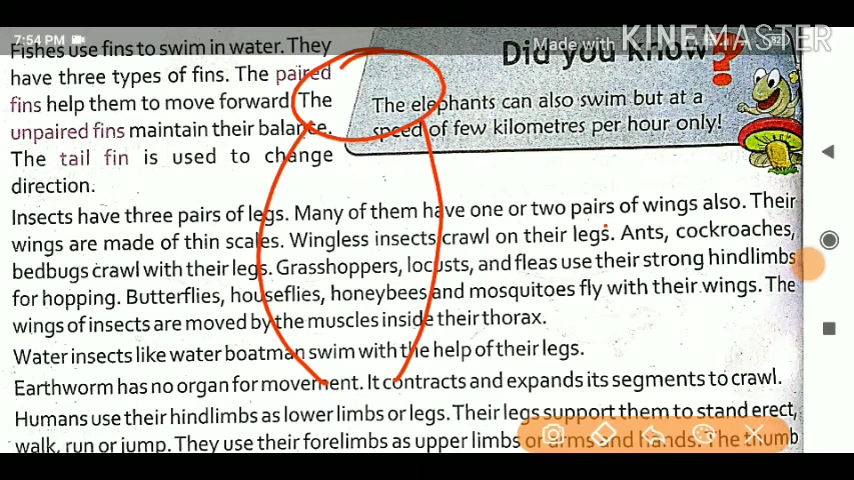 7:54 PM
Made with KINEMASTER
Fishes use fins to swim in water. They
have three types of fins. The paired
fins help them to move forward. The
unpaired fins maintain their balance.
The tail fin is used to change
direction.
Did you Know
?
The elephants can also swim but at a
speed of few kilometres per hour only!
Insects have three pairs of legs. Many of them have one or two pairs of wings also. Their
wings are made of thin scales. Wingless insects crawl on their legs. Ants, cockroaches,
bedbugs crawl with their legs. Grasshoppers, locusts, and fleas use their strong hindlimbs
for hopping. Butterflies, houseflies, honeybees and mosquitoes fly with their wings. The
wings of insects are moved by the muscles inside their thorax.
Water insects like water boatman swim with the help of their legs.
Earthworm has no organ for movement. It contracts and expands its segments to crawl.
Humans use their hindlimbs as lower limbs or legs. Their legs support them to stand erect,
walk, run or jump. They use their forelimbs as upper limbs or arms and hands. The thumb